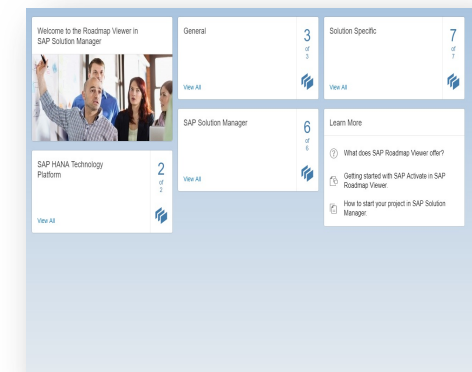 Welcome to the Roadmap Viewer in
SAP Solution Manager
General
3
of
3
View All
Solution Specific
7
of
7
View All
SAP Solution Manager
6
of
6
View All
Learn More
What does SAP Roadmap Viewer offer?
Getting started with SAP Activate in SAP
Roadmap Viewer.
How to start your project in SAP Solution
Manager
SAP HANA Technology
Platform
2
of
2
View All